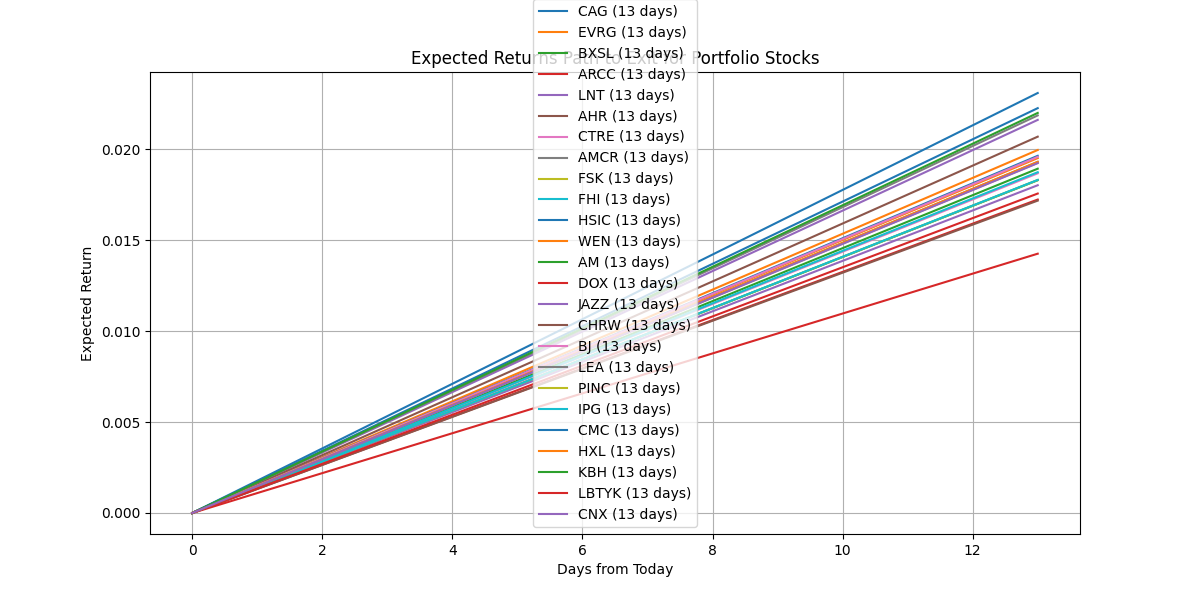 CAG (13 days)
EVRG (13 days)
BXSL (13 days)
Expected Returns Path to Exit for Portfolio Stocks
ARCC (13 days)
LNT (13 days)
AHR (13 days)
CTRE (13 days)
AMCR (13 days)
FSK (13 days)
FHI (13 days)
HSIC (13 days)
WEN (13 days)
AM (13 days)
DOX (13 days)
JAZZ (13 days)
CHRW (13 days)
BJ (13 days)
LEA (13 days)
PINC (13 days)
IPG (13 days)
CMC (13 days)
HXL (13 days)
KBH (13 days)
LBTYK (13 days)
CNX (13 days)
Expected Return
0.020
0.015
0.010
0.005
0.000
0 2 4 6 8 10 12
Days from Today